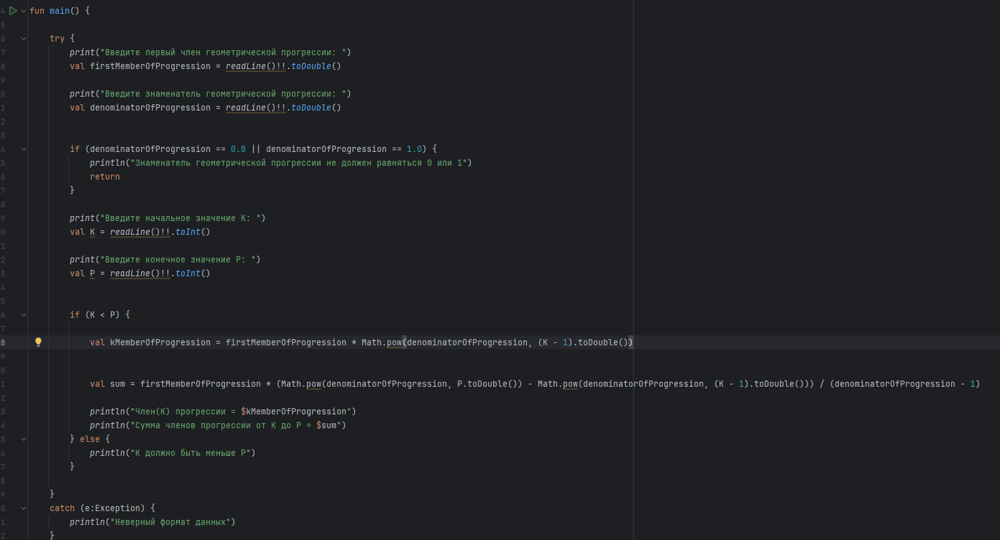 fun main() {
try {
print("Введите первый член геометрической прогрессии: ")
val firstMemberOfProgression = readLine()!!.toDouble()
print("Введите знаменатель геометрической прогрессии: ")
val denominatorOfProgression = readLine()!!.toDouble()
if (denominatorOfProgression == 0.0 || denominatorOfProgression == 1.0) {
println("Знаменатель геометрической прогрессии не должен равняться 0 или 1")
return
}
print("Введите начальное значение K: ")
val K = readLine()!!.toInt()
print("Введите конечное значение P: ")
val P = readLine()!!.toInt()
if (K < P) {
val kMemberOfProgression = firstMemberOfProgression * Math.pow(denominatorOfProgression, (K - 1).toDouble())
val sum = firstMemberOfProgression * (Math.pow(denominatorOfProgression, P.toDouble()) - Math.pow(denominatorOfProgression, (K - 1).toDouble())) / (denominatorOfProgression - 1)
println("Член(K) прогрессии = $kMemberOfProgression")
println("Сумма членов прогрессии от K до P = $sum")
} else {
println("K должно быть меньше P")
}
}
catch (e:Exception) {
println("Неверный формат данных")
}